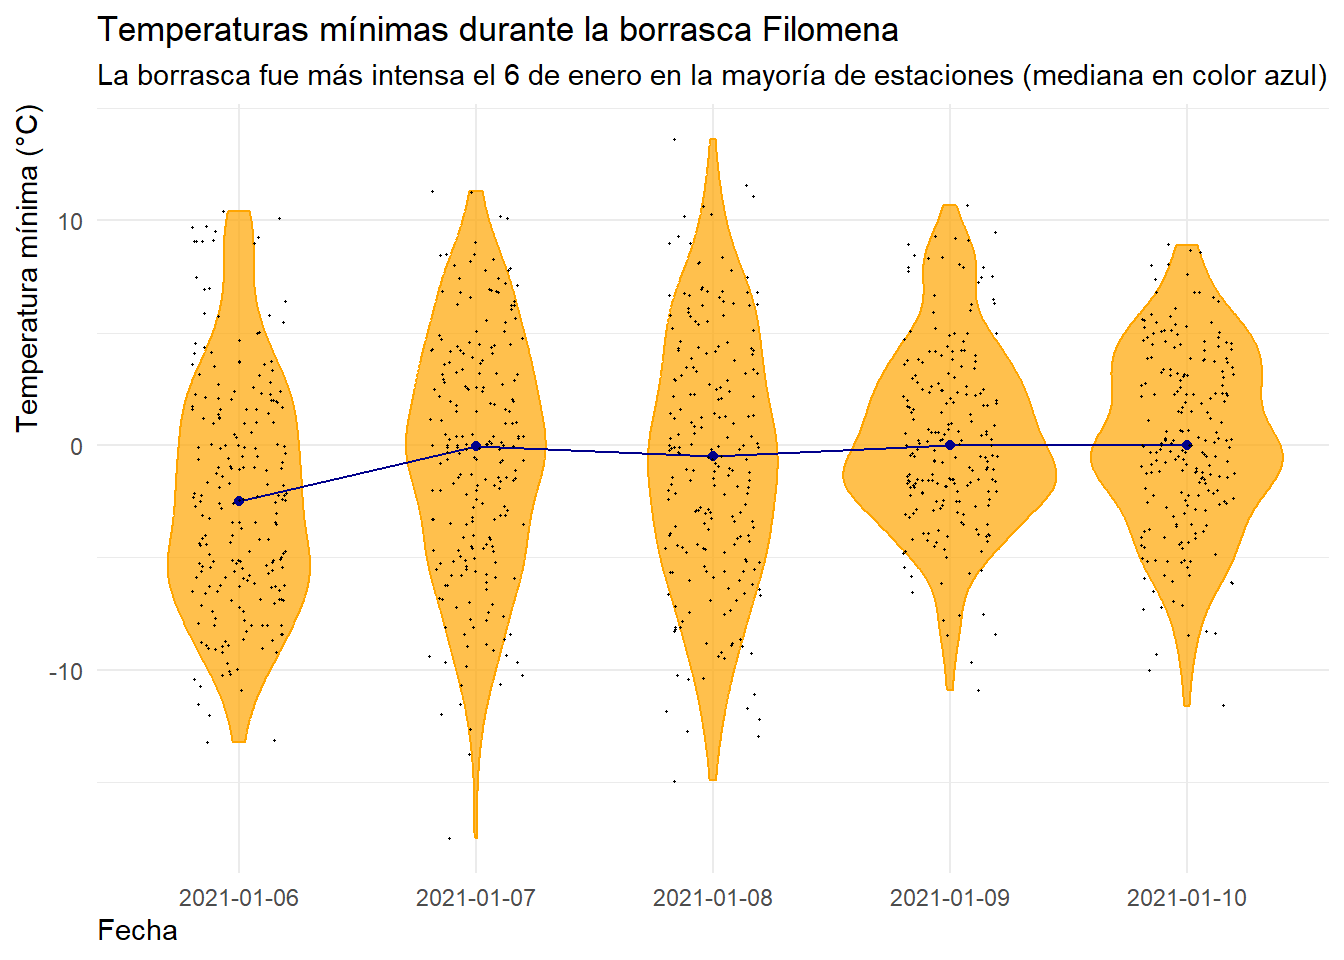 Temperaturas mínimas durante la borrasca Filomena
La borrasca fue más intensa el 6 de enero en la mayoría de estaciones (mediana en color azul)
Temperatura mínima (°C)
10
0
-10
2021-01-06
2021-01-07
2021-01-08
2021-01-09
2021-01-10
Fecha